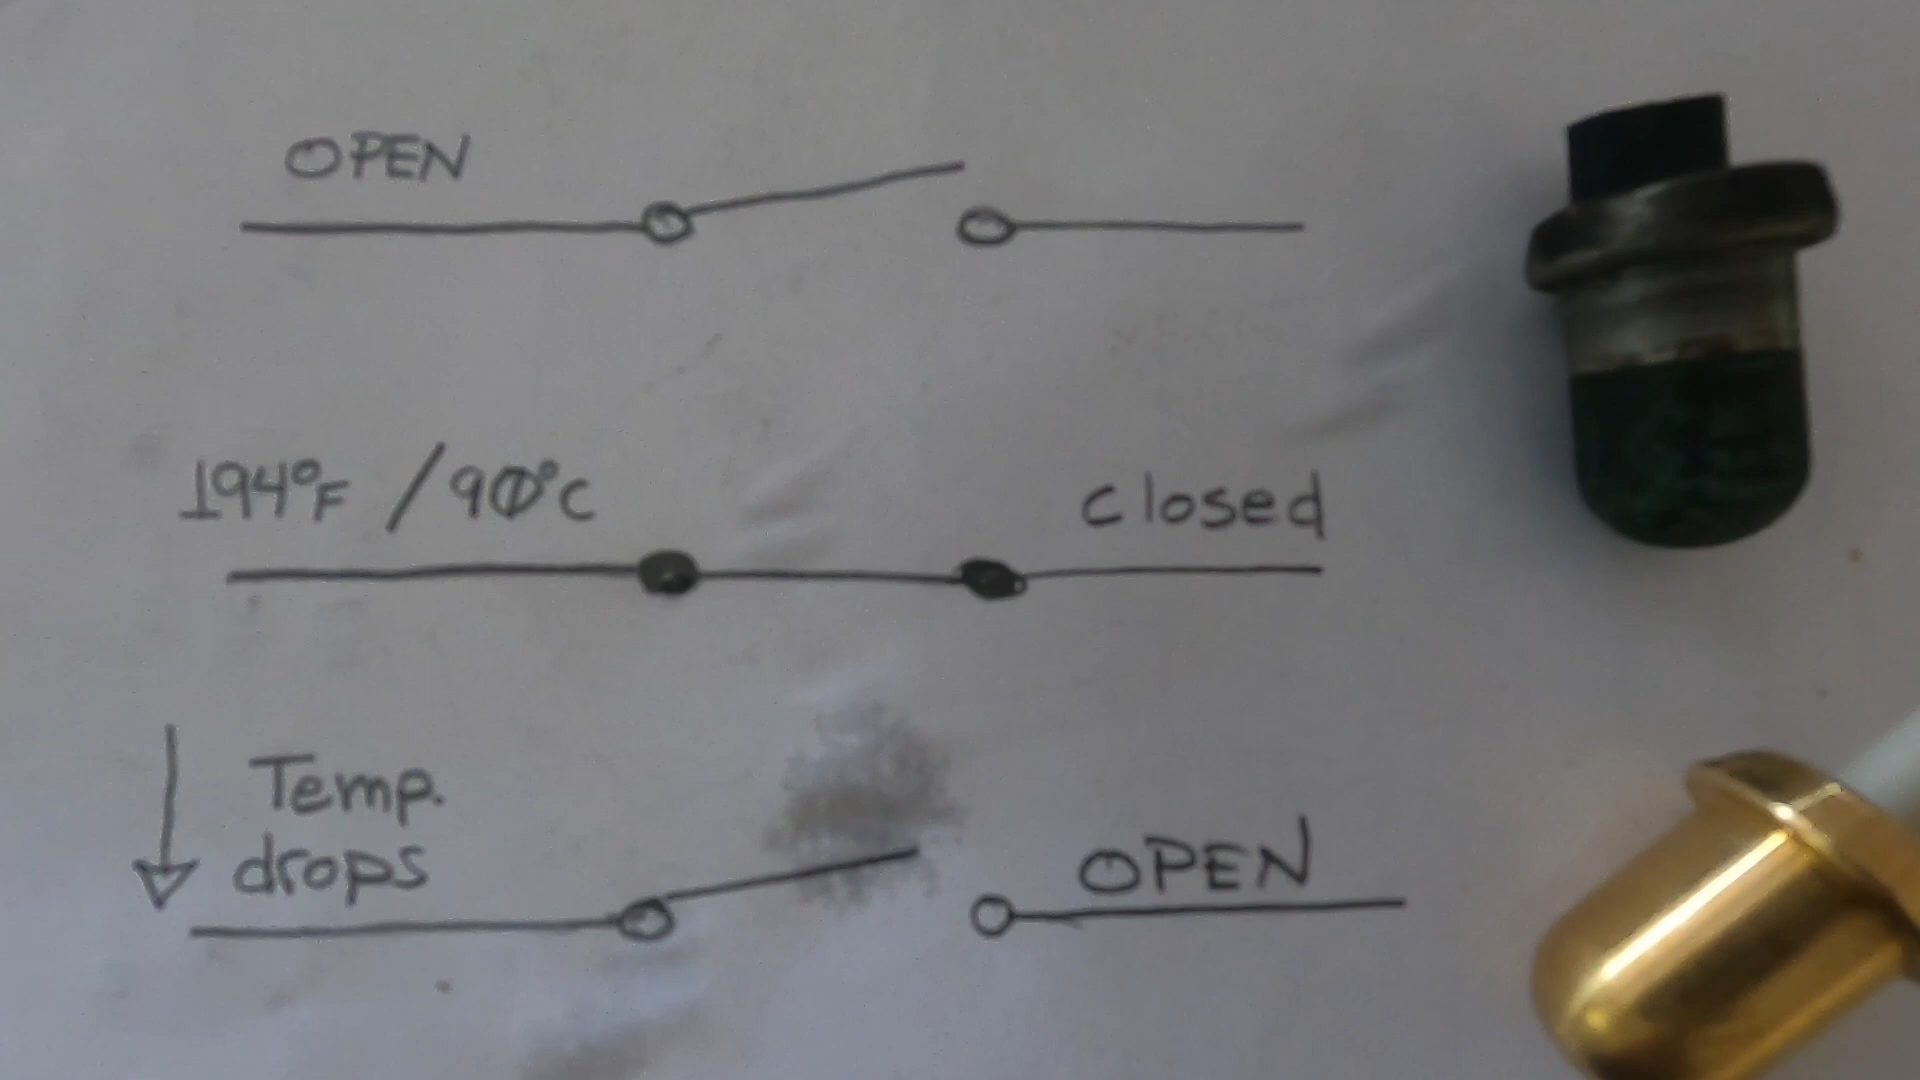 OPEN
194°F / 90°C
closed
Temp.
drops
OPEN